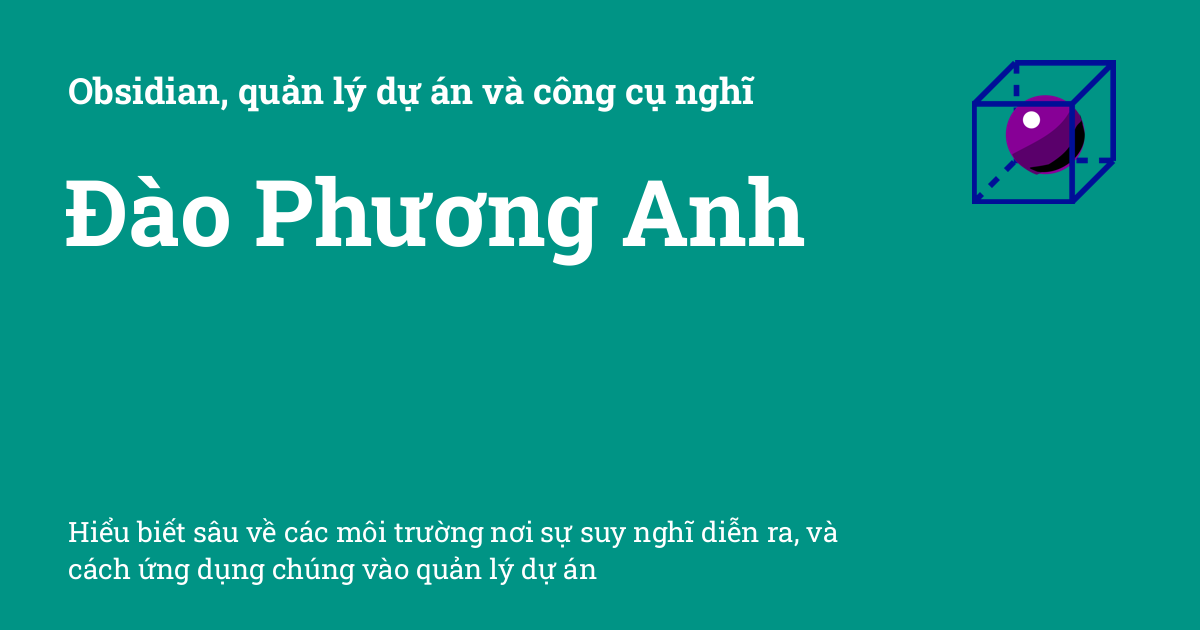 Obsidian, quản lý dự án và công cụ nghĩ
Đào Phương Anh
Hiểu biết sâu về các môi trường nơi sự suy nghĩ diễn ra, và
cách ứng dụng chúng vào quản lý dự án